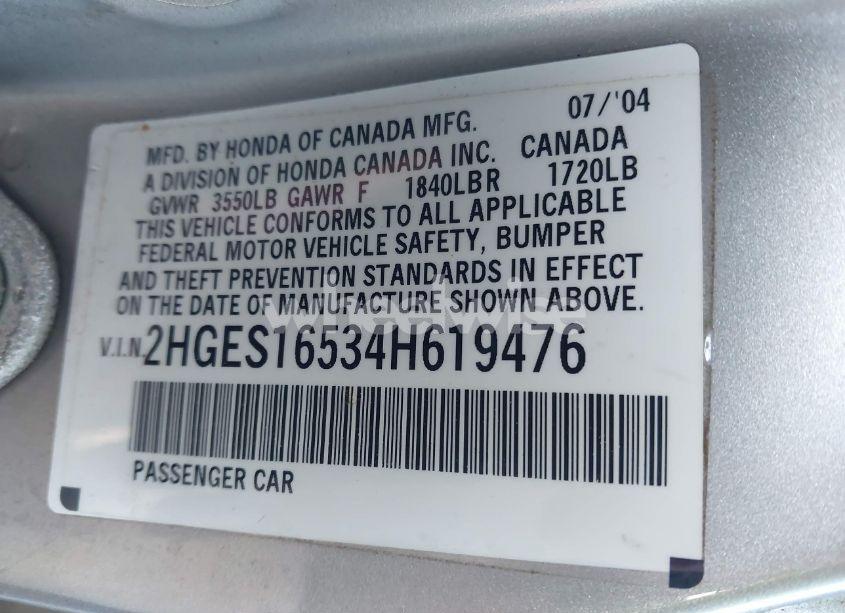 07/'04
MFD. BY HONDA OF CANADA MFG.
A DIVISION OF HONDA CANADA INC. CANADA
GVWR 3550LB GAWR F 1840LB R 1720LB
THIS VEHICLE CONFORMS TO ALL APPLICABLE
FEDERAL MOTOR VEHICLE SAFETY, BUMPER
AND THEFT PREVENTION STANDARDS IN EFFECT
ON THE DATE OF MANUFACTURE SHOWN ABOVE.
V.I.N. 2HGES16534H619476
PASSENGER CAR